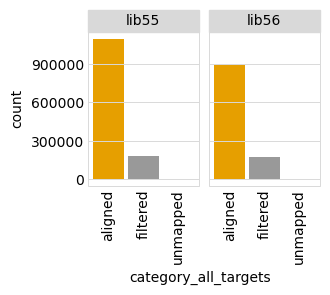 lib55 lib56
count
900000
600000
300000
0
aligned filtered unmapped aligned filtered unmapped
category_all_targets